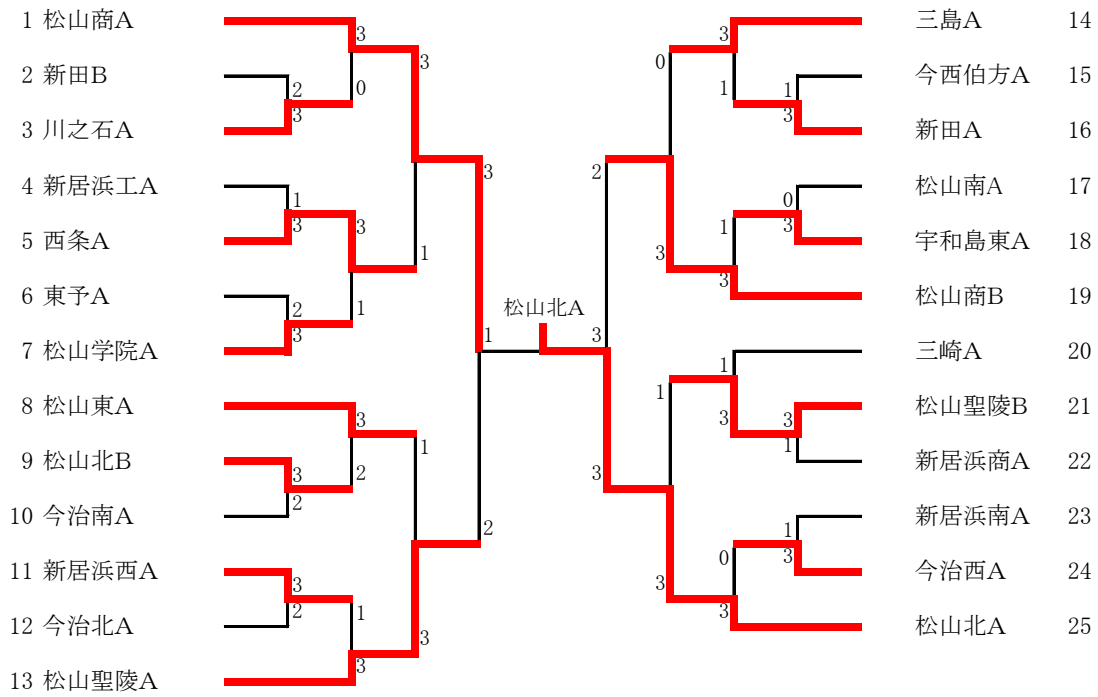 1 松山商A
2 新田B
3 川之石A
4 新居浜工A
5 西条A
6 東予A
7 松山学院A
8 松山東A
9 松山北B
10 今治南A
11 新居浜西A
12 今治北A
13 松山聖陵A
3
0
2
3
3
1
3
3
1
2
3
1
3
3
2
3
2
1
3
2
1
3
3
2
1
松山北A
3
0
3
1
1
3
2
0
3
1
3
3
1
3
3
1
1
3
3
1
0
3
3
三島A 14
今西伯方A 15
新田A 16
松山南A 17
宇和島東A 18
松山商B 19
三崎A 20
松山聖陵B 21
新居浜商A 22
新居浜南A 23
今治西A 24
松山北A 25